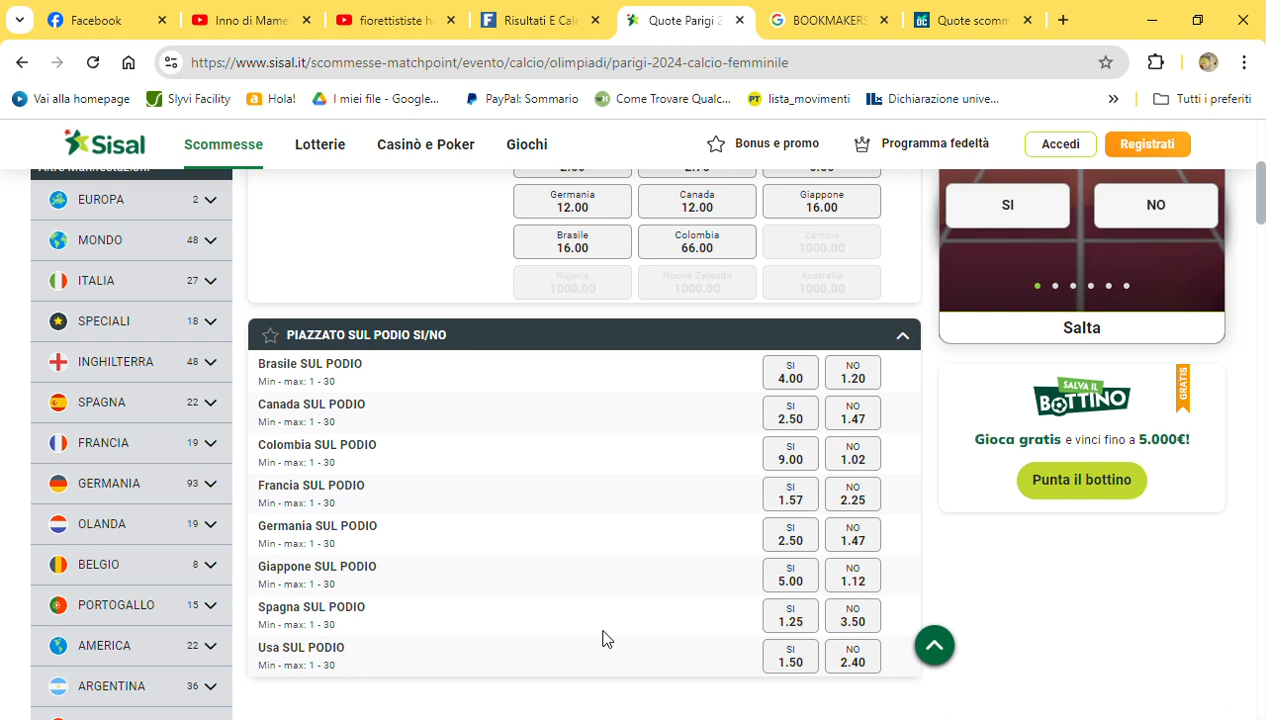 Facebook
Inno di Mame
fiorettististe h
Risultati E Cal
Quote Parigi 2
BOOKMAKERS
Quote scomm
https://www.sisal.it/scommesse-matchpoint/evento/calcio/olimpiadi/parigi-2024-calcio-femminile
Vai alla homepage
Slyvi Facility
Hola!
I miei file - Google...
PayPal: Sommario
Come Trovare Qualc...
lista_movimenti
Dichiarazione unive...
»
Tutti i preferiti
Sisal
Scommesse
Lotterie
Casinò e Poker
Giochi
Bonus e promo
Programma fedeltà
Accedi
Registrati
EUROPA 2
MONDO 48
ITALIA 27
SPECIALI 18
INGHILTERRA 48
SPAGNA 22
FRANCIA 19
GERMANIA 93
OLANDA 19
BELGIO 8
PORTOGALLO 15
AMERICA 22
ARGENTINA 36
Germania Canada Giappone
12.00 12.00 16.00
Brasile Colombia Zambia
16.00 66.00 1000.00
Nigeria Nuova Zelanda Australia
1000.00 1000.00 1000.00
PIAZZATO SUL PODIO SI/NO
Brasile SUL PODIO SI NO
Min - max: 1 - 30 4.00 1.20
Canada SUL PODIO SI NO
Min - max: 1 - 30 2.50 1.47
Colombia SUL PODIO SI NO
Min - max: 1 - 30 9.00 1.02
Francia SUL PODIO SI NO
Min - max: 1 - 30 1.57 2.25
Germania SUL PODIO SI NO
Min - max: 1 - 30 2.50 1.47
Giappone SUL PODIO SI NO
Min - max: 1 - 30 5.00 1.12
Spagna SUL PODIO SI NO
Min - max: 1 - 30 1.25 3.50
Usa SUL PODIO SI NO
Min - max: 1 - 30 1.50 2.40
SI NO
Salta
SALVA IL
BOTTINO
GRATIS
Gioca gratis e vinci fino a 5.000€!
Punta il bottino